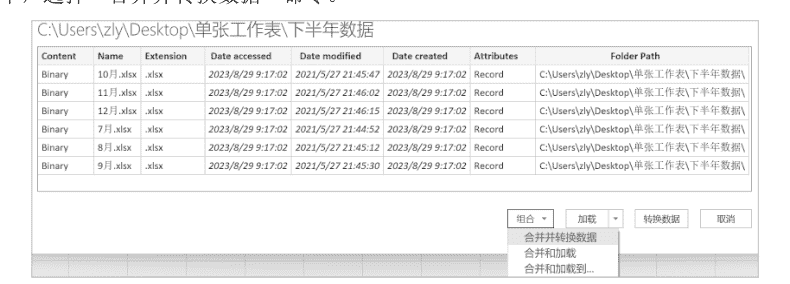 C:\Users\zly\Desktop\单张工作表\下半年数据
Content Name Extension Date accessed Date modified Date created Attributes Folder Path
Binary 10月.xlsx .xlsx 2023/8/29 9:17:02 2021/5/27 21:45:47 2023/8/29 9:17:02 Record C:\Users\zly\Desktop\单张工作表\下半年数据\
Binary 11月.xlsx .xlsx 2023/8/29 9:17:02 2021/5/27 21:46:02 2023/8/29 9:17:02 Record C:\Users\zly\Desktop\单张工作表\下半年数据\
Binary 12月.xlsx .xlsx 2023/8/29 9:17:02 2021/5/27 21:46:15 2023/8/29 9:17:02 Record C:\Users\zly\Desktop\单张工作表\下半年数据\
Binary 7月.xlsx .xlsx 2023/8/29 9:17:02 2021/5/27 21:44:52 2023/8/29 9:17:02 Record C:\Users\zly\Desktop\单张工作表\下半年数据\
Binary 8月.xlsx .xlsx 2023/8/29 9:17:02 2021/5/27 21:45:12 2023/8/29 9:17:02 Record C:\Users\zly\Desktop\单张工作表\下半年数据\
Binary 9月.xlsx .xlsx 2023/8/29 9:17:02 2021/5/27 21:45:30 2023/8/29 9:17:02 Record C:\Users\zly\Desktop\单张工作表\下半年数据\
组合 加载 转换数据 取消
合并并转换数据
合并和加载
合并和加载到...